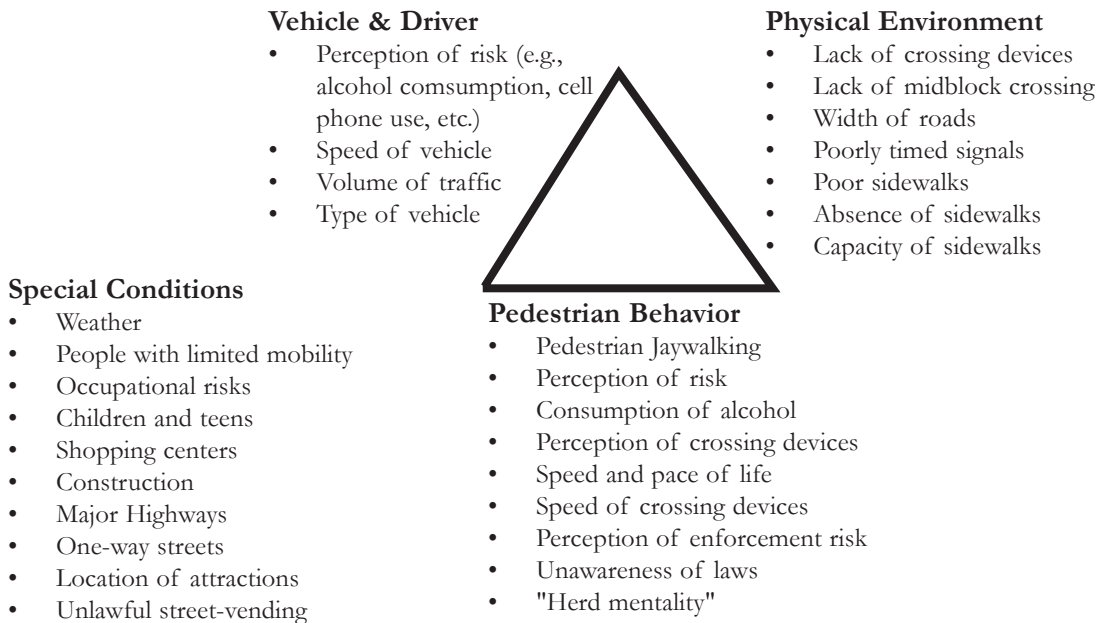 Vehicle & Driver
• Perception of risk (e.g.,
alcohol comsumption, cell
phone use, etc.)
• Speed of vehicle
• Volume of traffic
• Type of vehicle
Physical Environment
• Lack of crossing devices
• Lack of midblock crossing
• Width of roads
• Poorly timed signals
• Poor sidewalks
• Absence of sidewalks
• Capacity of sidewalks
Special Conditions
• Weather
• People with limited mobility
• Occupational risks
• Children and teens
• Shopping centers
• Construction
• Major Highways
• One-way streets
• Location of attractions
• Unlawful street-vending
Pedestrian Behavior
• Pedestrian Jaywalking
• Perception of risk
• Consumption of alcohol
• Perception of crossing devices
• Speed and pace of life
• Speed of crossing devices
• Perception of enforcement risk
• Unawareness of laws
• "Herd mentality"